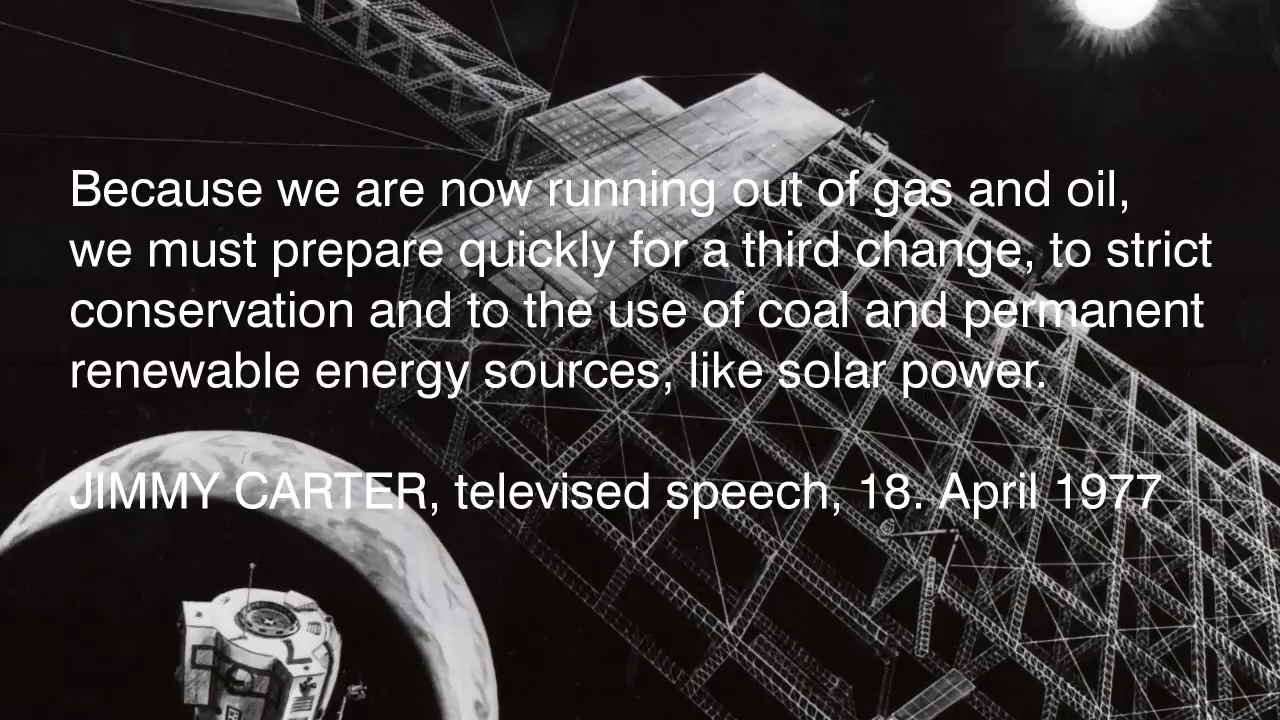 Because we are now running out of gas and oil,
we must prepare quickly for a third change, to strict
conservation and to the use of coal and permanent
renewable energy sources, like solar power.
JIMMY CARTER, televised speech, 18. April 1977